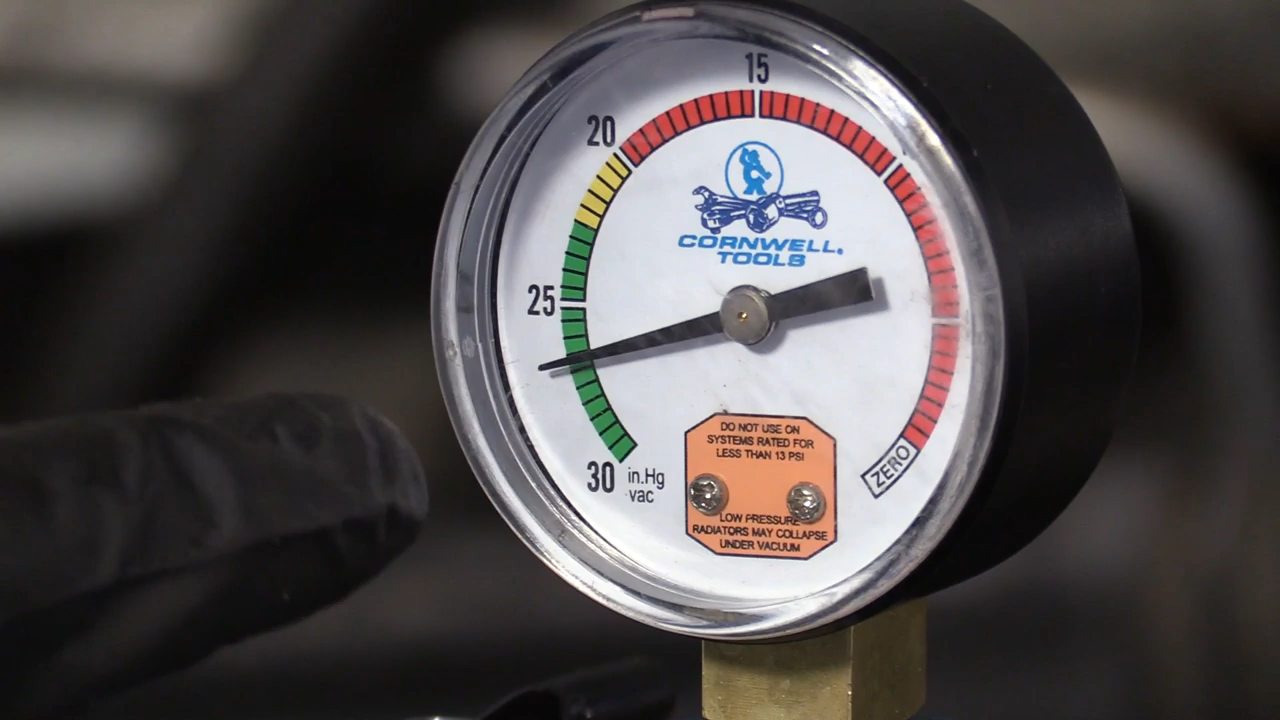 15
20
25
CORNWELL.
TOOLS
30
in.Hg
vac
ZERO
DO NOT USE ON
SYSTEMS RATED FOR
LESS THAN 13 PSI
LOW PRESSURE
RADIATORS MAY COLLAPSE
UNDER VACUUM